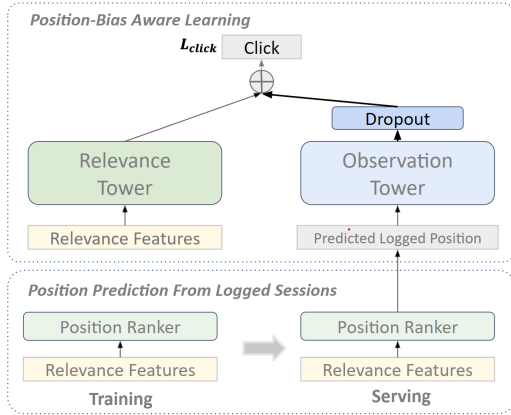 Position-Bias Aware Learning
L_click
Click
Dropout
Relevance
Tower
Observation
Tower
Relevance Features
Predicted Logged Position
Position Prediction From Logged Sessions
Position Ranker
Position Ranker
Relevance Features
Relevance Features
Training
Serving